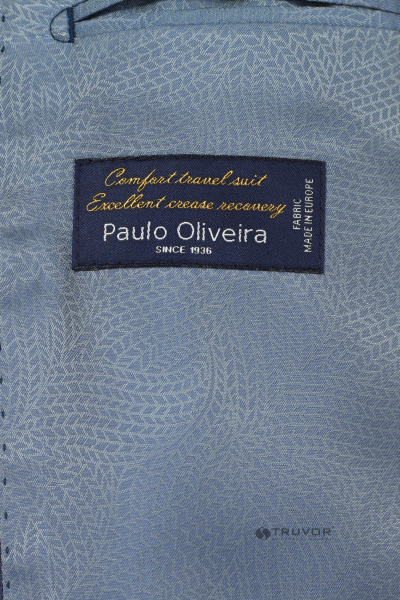 Comfort travel suit
Excellent crease recovery
Paulo Oliveira
SINCE 1936
FABRIC
MADE IN EUROPE
TRUVOR